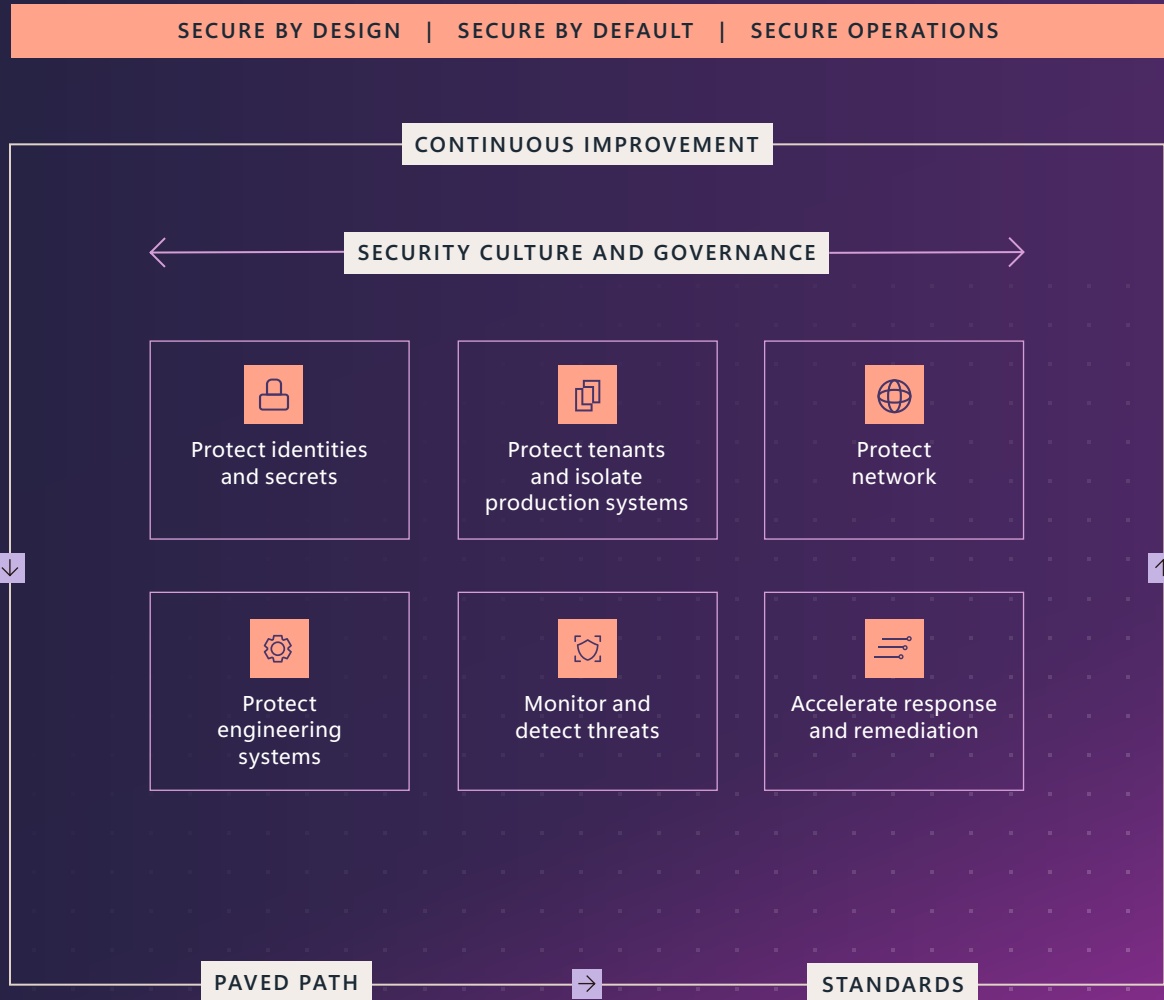 SECURE BY DESIGN | SECURE BY DEFAULT | SECURE OPERATIONS
CONTINUOUS IMPROVEMENT
SECURITY CULTURE AND GOVERNANCE
Protect identities
and secrets
Protect tenants
and isolate
production systems
Protect
network
Protect
engineering
systems
Monitor and
detect threats
Accelerate response
and remediation
PAVED PATH
STANDARDS